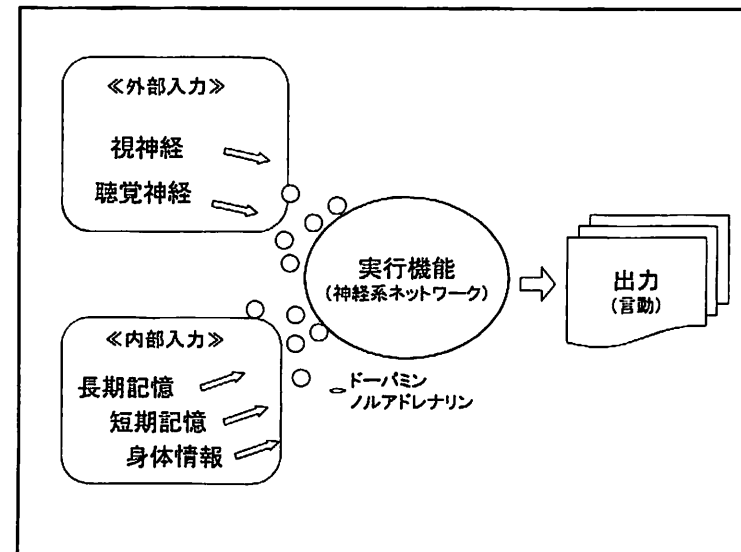 ≪外部入力≫
視神経
聴覚神経
実行機能
(神経系ネットワーク)
出力
(言動)
≪内部入力≫
長期記憶
短期記憶
身体情報
ドーパミン
ノルアドレナリン